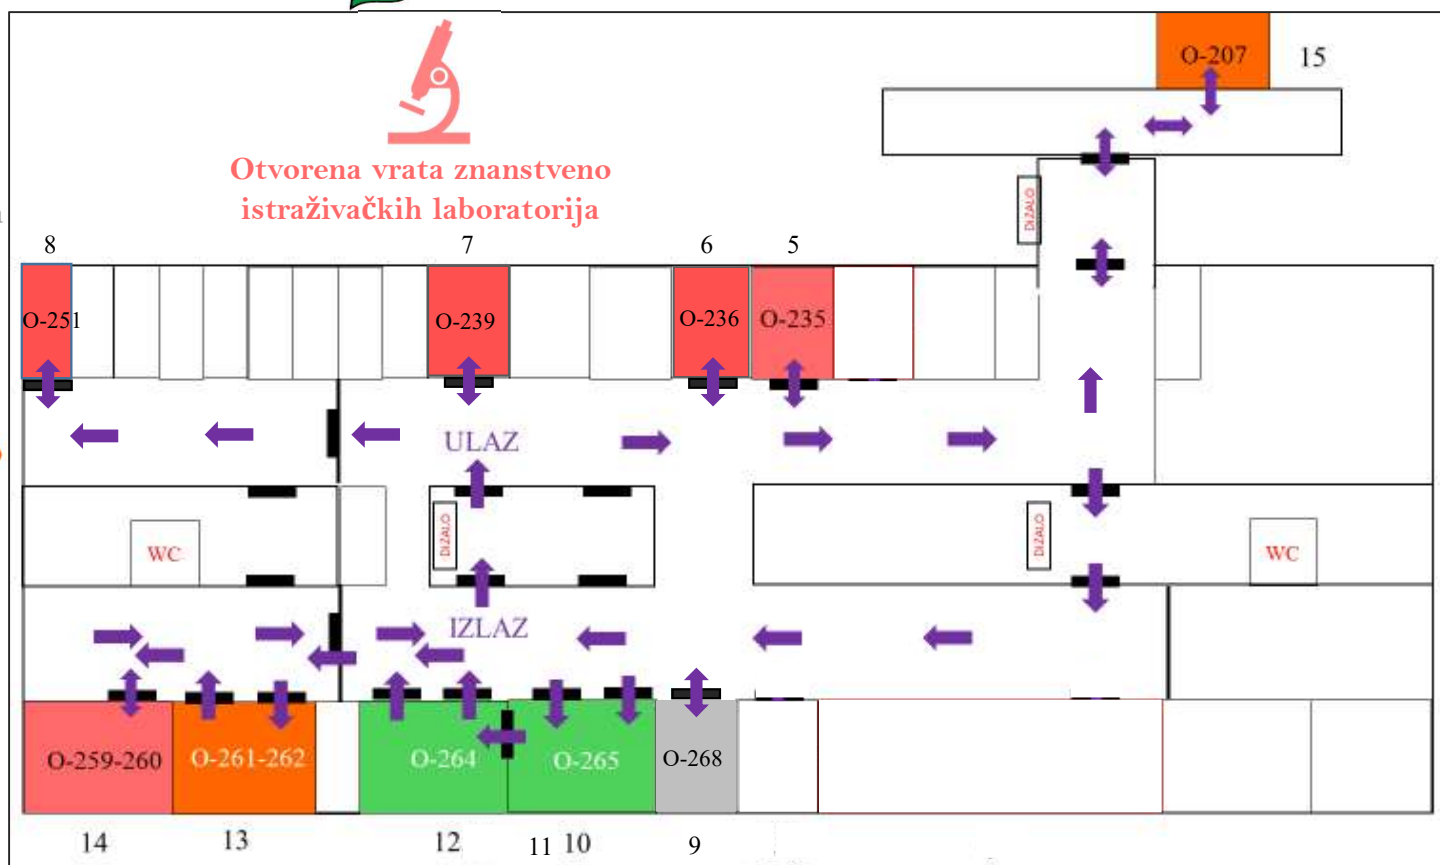 O-207 15
Otvorena vrata znanstveno
istraživačkih laboratorija
DIZALO
8 7 6 5
O-251 O-239 O-236 O-235
ULAZ
WC DIZALO DIZALO WC
IZLAZ
O-259-260 O-261-262 O-264 O-265 O-268
14 13 12 11 10 9